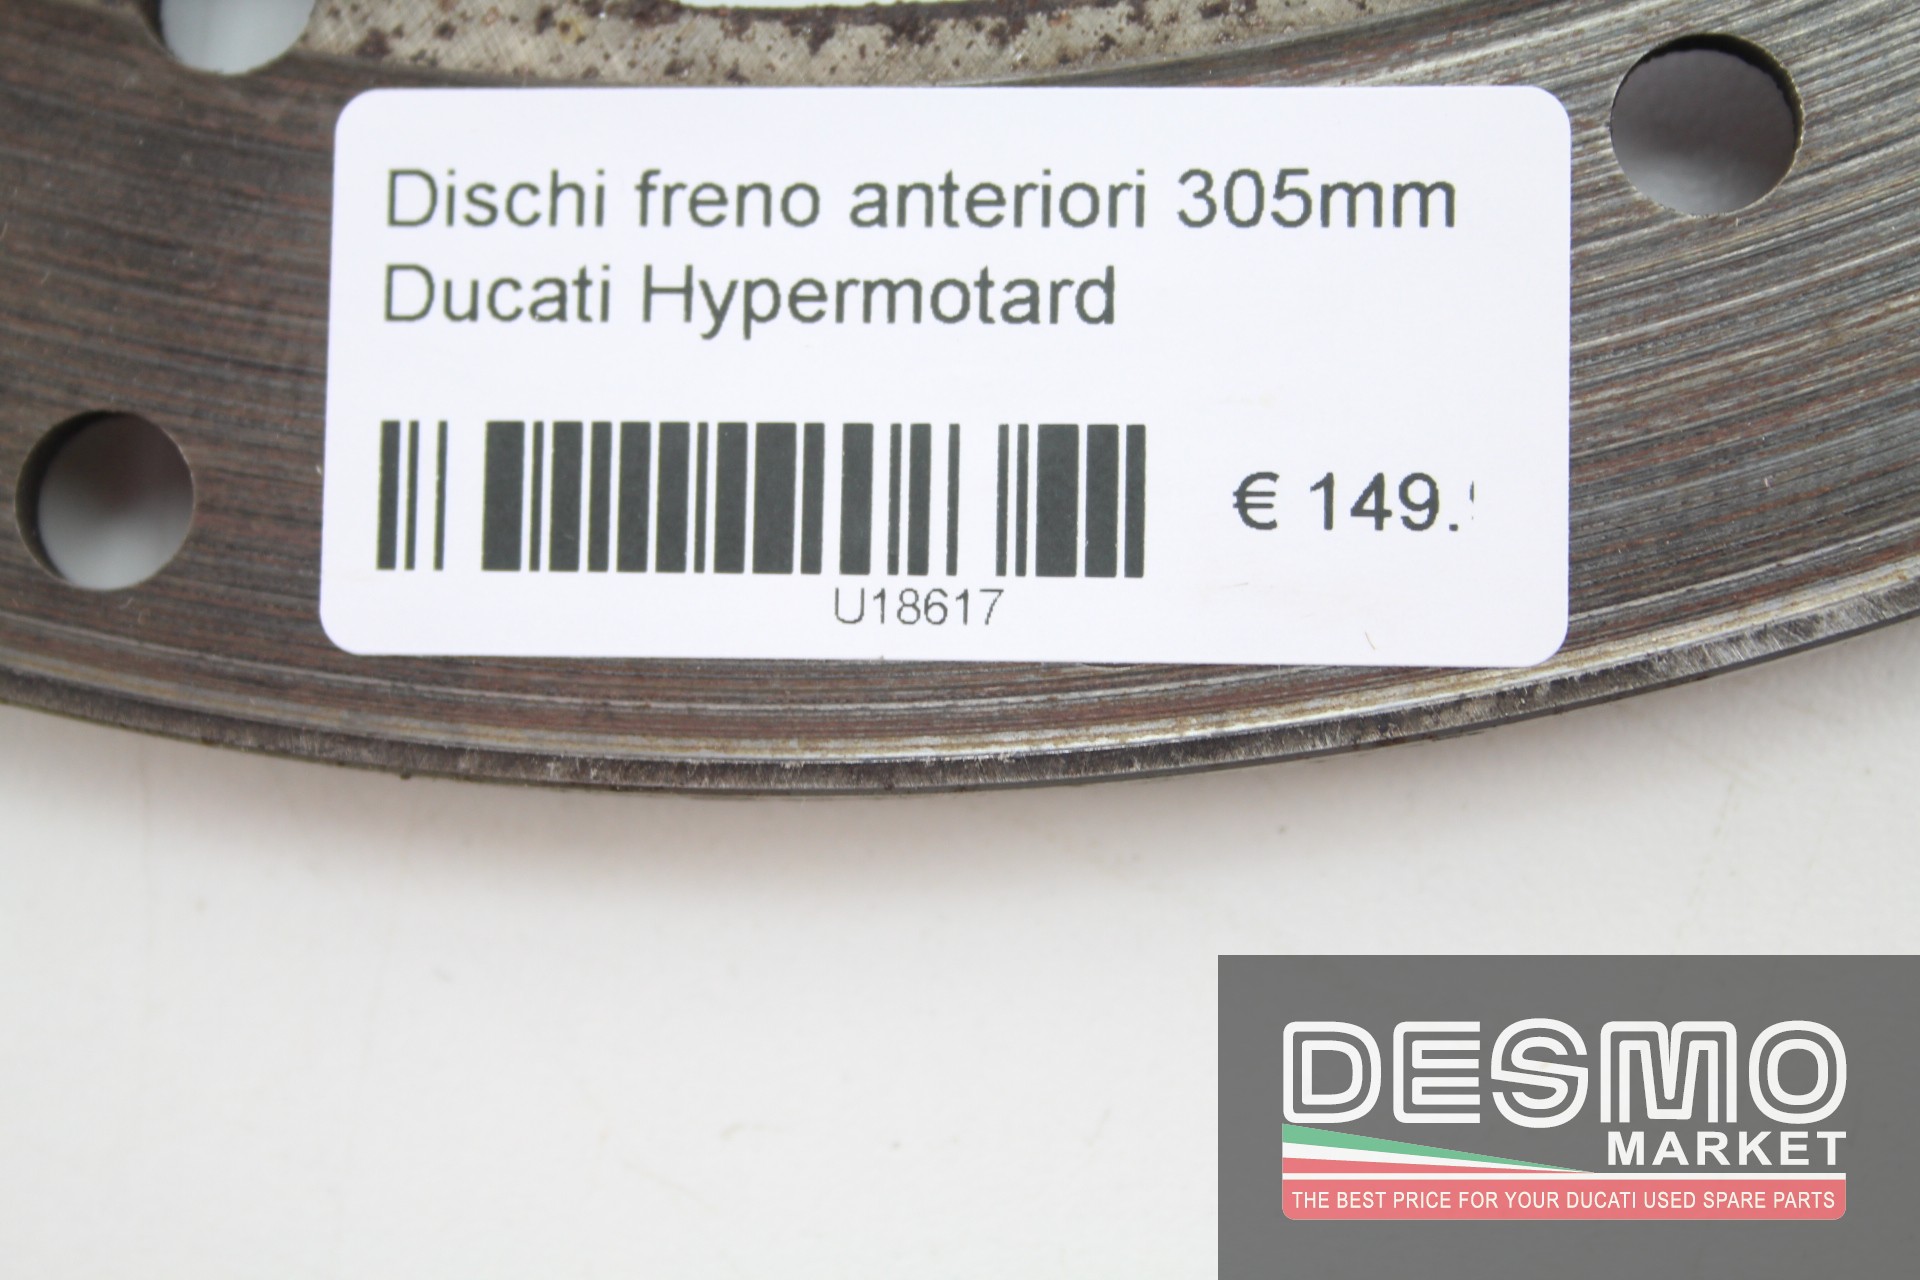 Dischi freno anteriori 305mm
Ducati Hypermotard
€ 149.
U18617
DESMO
MARKET
THE BEST PRICE FOR YOUR DUCATI USED SPARE PARTS